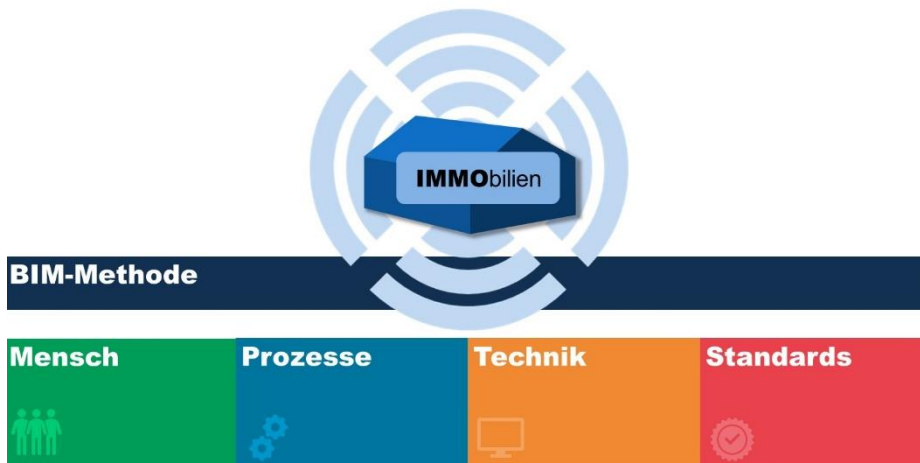 IMMObilien
BIM-Methode
Mensch
Prozesse
Technik
Standards